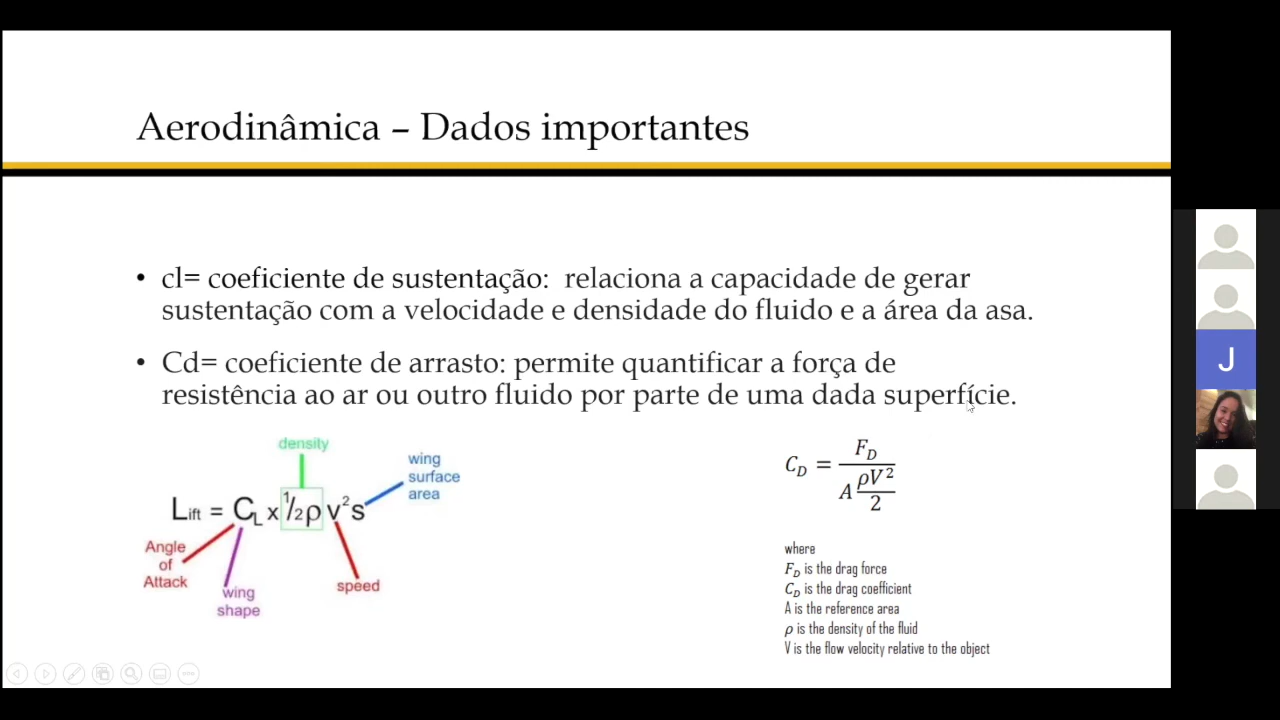 Aerodinâmica – Dados importantes
• cl= coeficiente de sustentação: relaciona a capacidade de gerar
sustentação com a velocidade e densidade do fluido e a área da asa.
• Cd= coeficiente de arrasto: permite quantificar a força de
resistência ao ar ou outro fluido por parte de uma dada superfície.
density
wing
surface
area
Lift = C_L x ½ρ v²s
Angle
of
Attack
wing
shape
speed
C_D = F_D / (A ρV²/2)
where
F_D is the drag force
C_D is the drag coefficient
A is the reference area
ρ is the density of the fluid
V is the flow velocity relative to the object
J